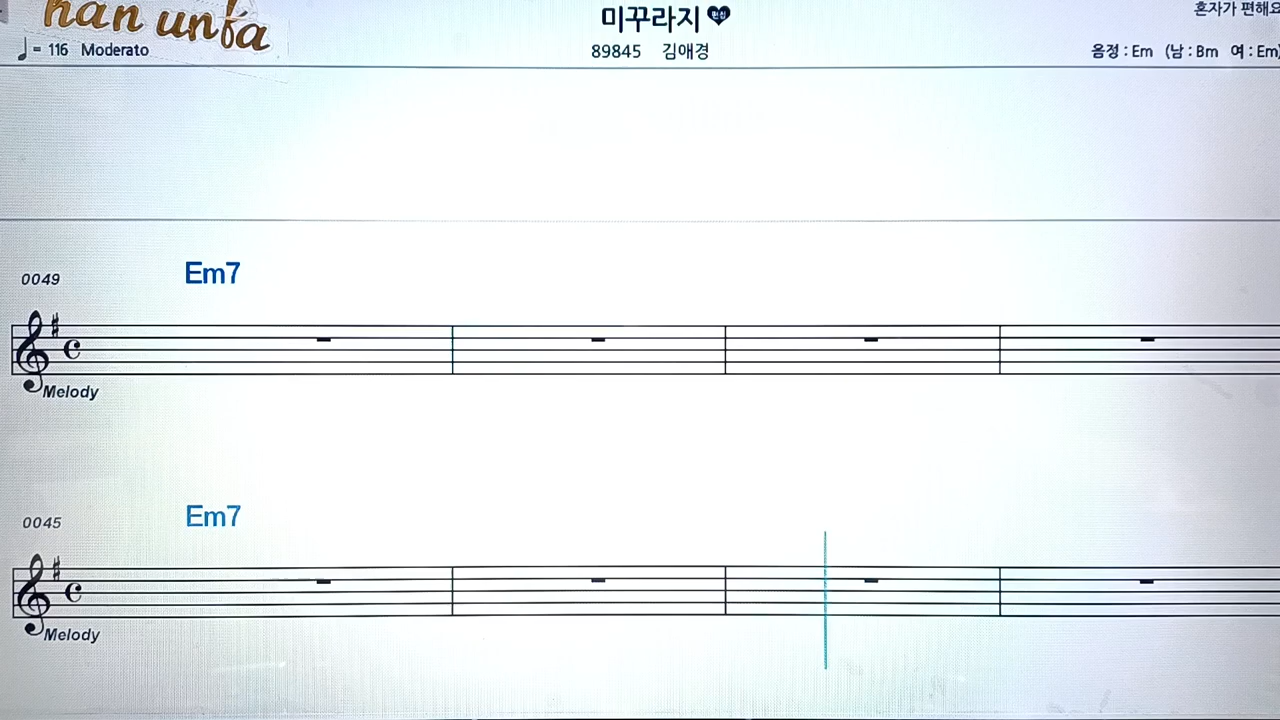 han unfa
미꾸라지
혼자가 편해요
♩= 116 Moderato
89845 김애경
음정 : Em (남 : Bm 여 : Em)
0049
Em7
Melody
0045
Em7
Melody